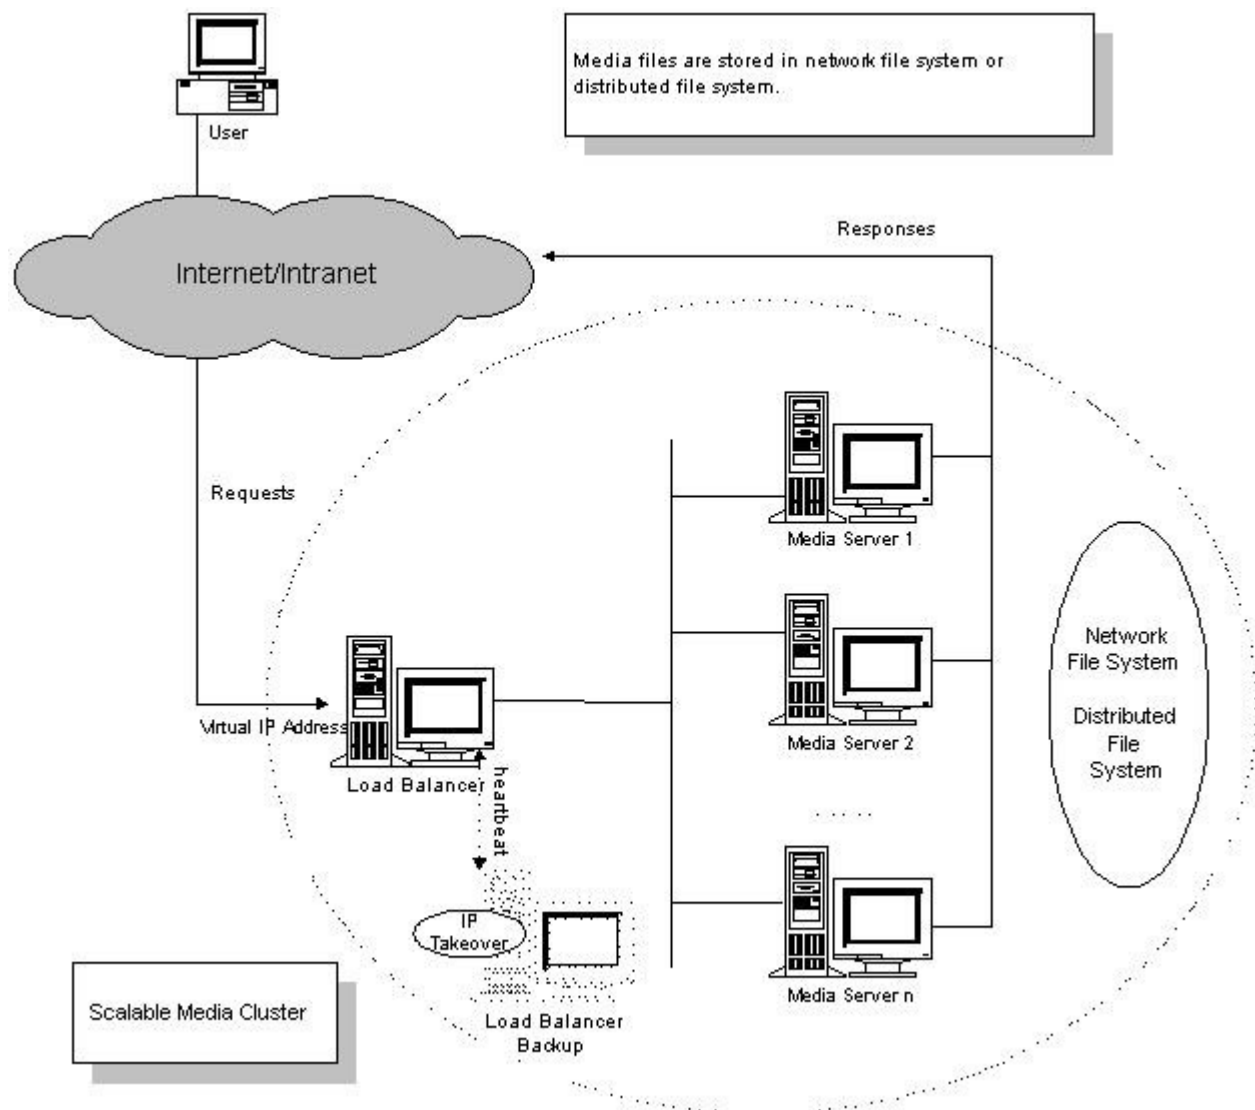 User
Media files are stored in network file system or
distributed file system.
Responses
Internet/Intranet
Requests
Media Server 1
Network
File System
Distributed
File
System
Media Server 2
Virtual IP Address
Load Balancer
heartbeat
......
IP
Takeover
Media Server n
Scalable Media Cluster
Load Balancer
Backup